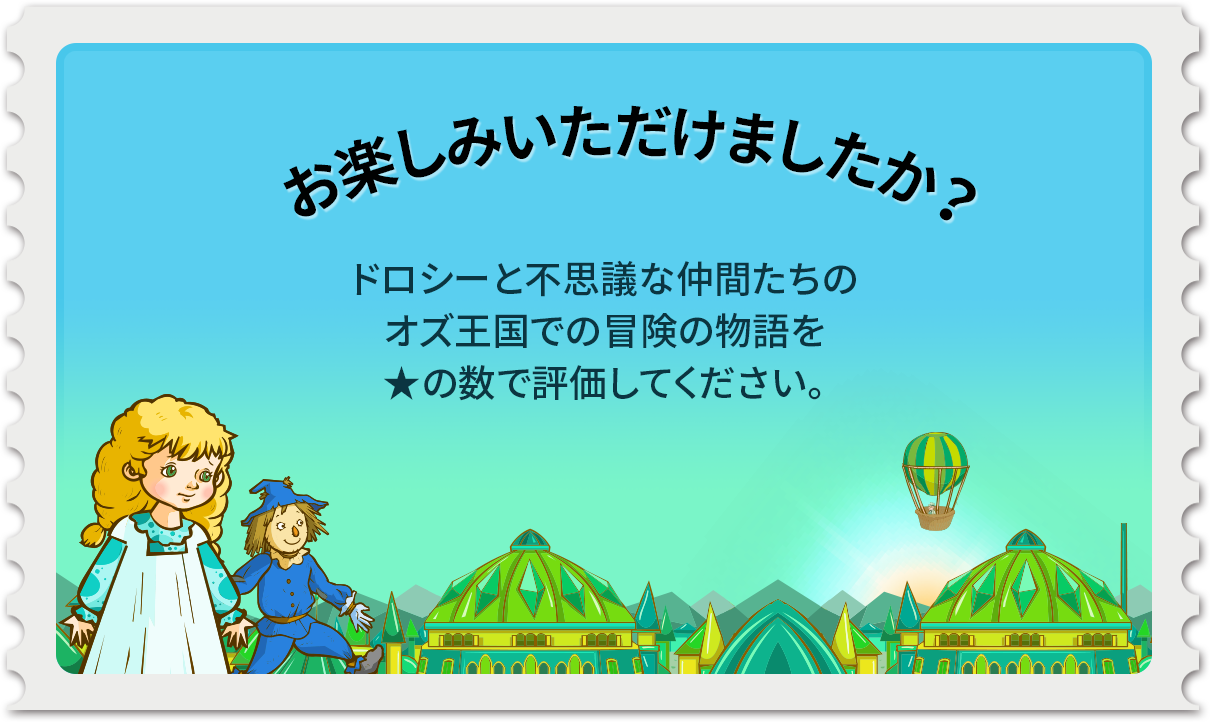 お楽しみいただけましたか？
ドロシーと不思議な仲間たちの
オズ王国での冒険の物語を
★の数で評価してください。